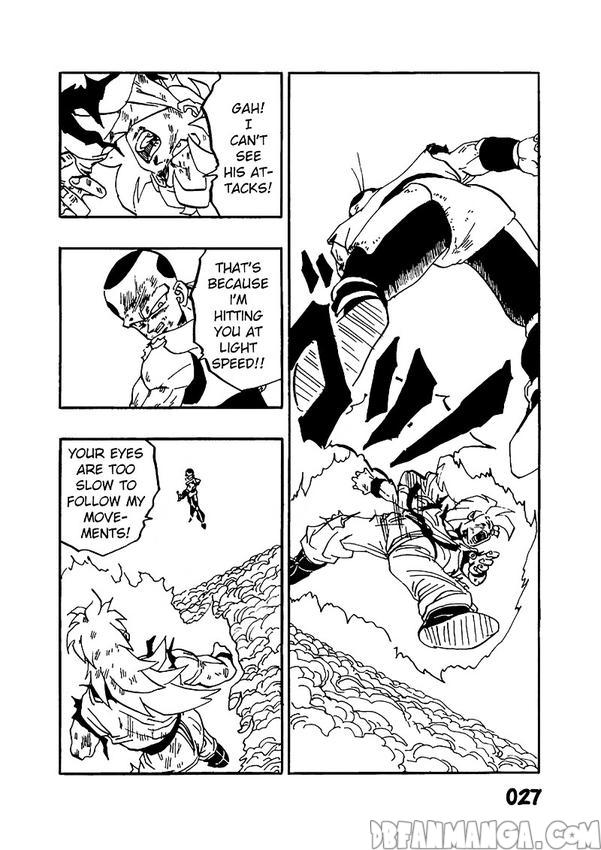 GAH!
I
CAN'T
SEE
HIS AT-
TACKS!
THAT'S
BECAUSE
I'M
HITTING
YOU AT
LIGHT
SPEED!!
YOUR EYES
ARE TOO
SLOW TO
FOLLOW MY
MOVE-
MENTS!
027
DBFANMANGA.COM